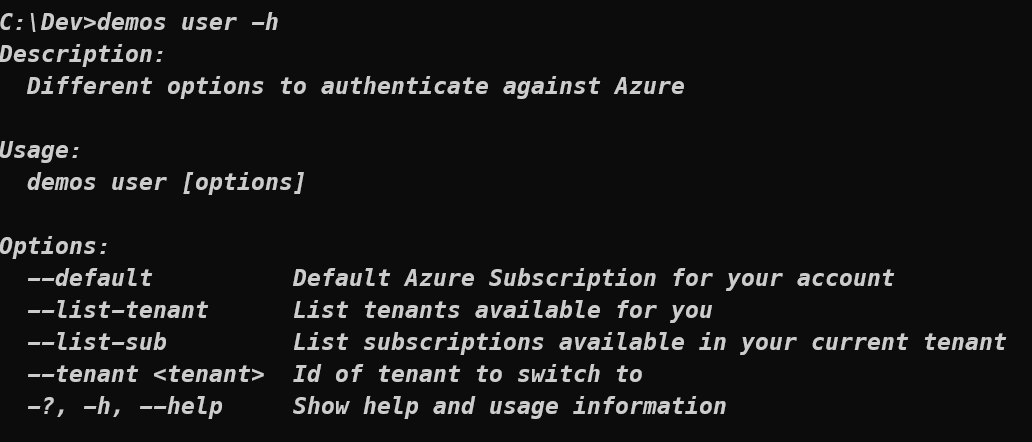 C:\Dev>demos user -h
Description:
  Different options to authenticate against Azure

Usage:
  demos user [options]

Options:
  --default          Default Azure Subscription for your account
  --list-tenant      List tenants available for you
  --list-sub         List subscriptions available in your current tenant
  --tenant <tenant>  Id of tenant to switch to
  -?, -h, --help     Show help and usage information